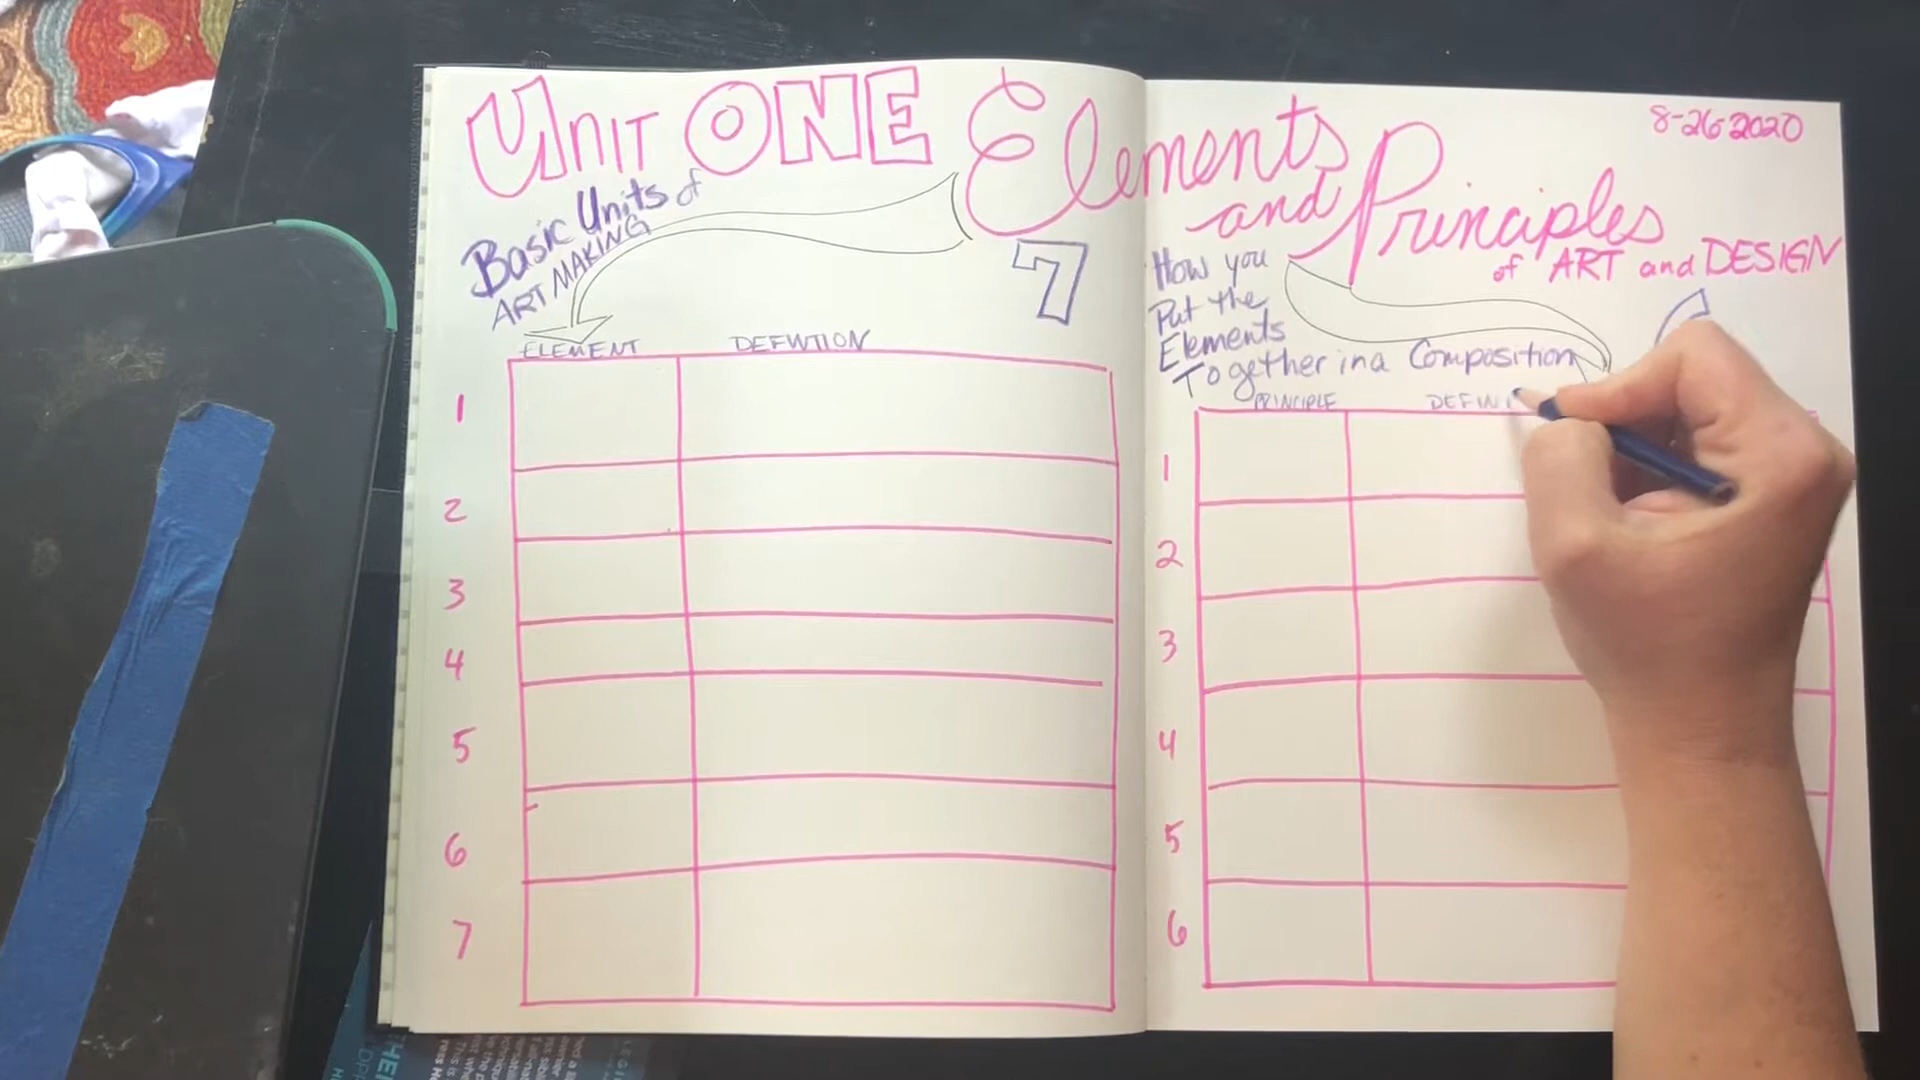 Unit ONE Elements
and Principles
of ART and DESIGN
8-26-2020
Basic Units of
ART MAKING
7
ELEMENT DEFINTION
1
2
3
4
5
6
7
How you
Put the
Elements
Together in a Composition
PRINCIPLE DEFINI
1
2
3
4
5
6